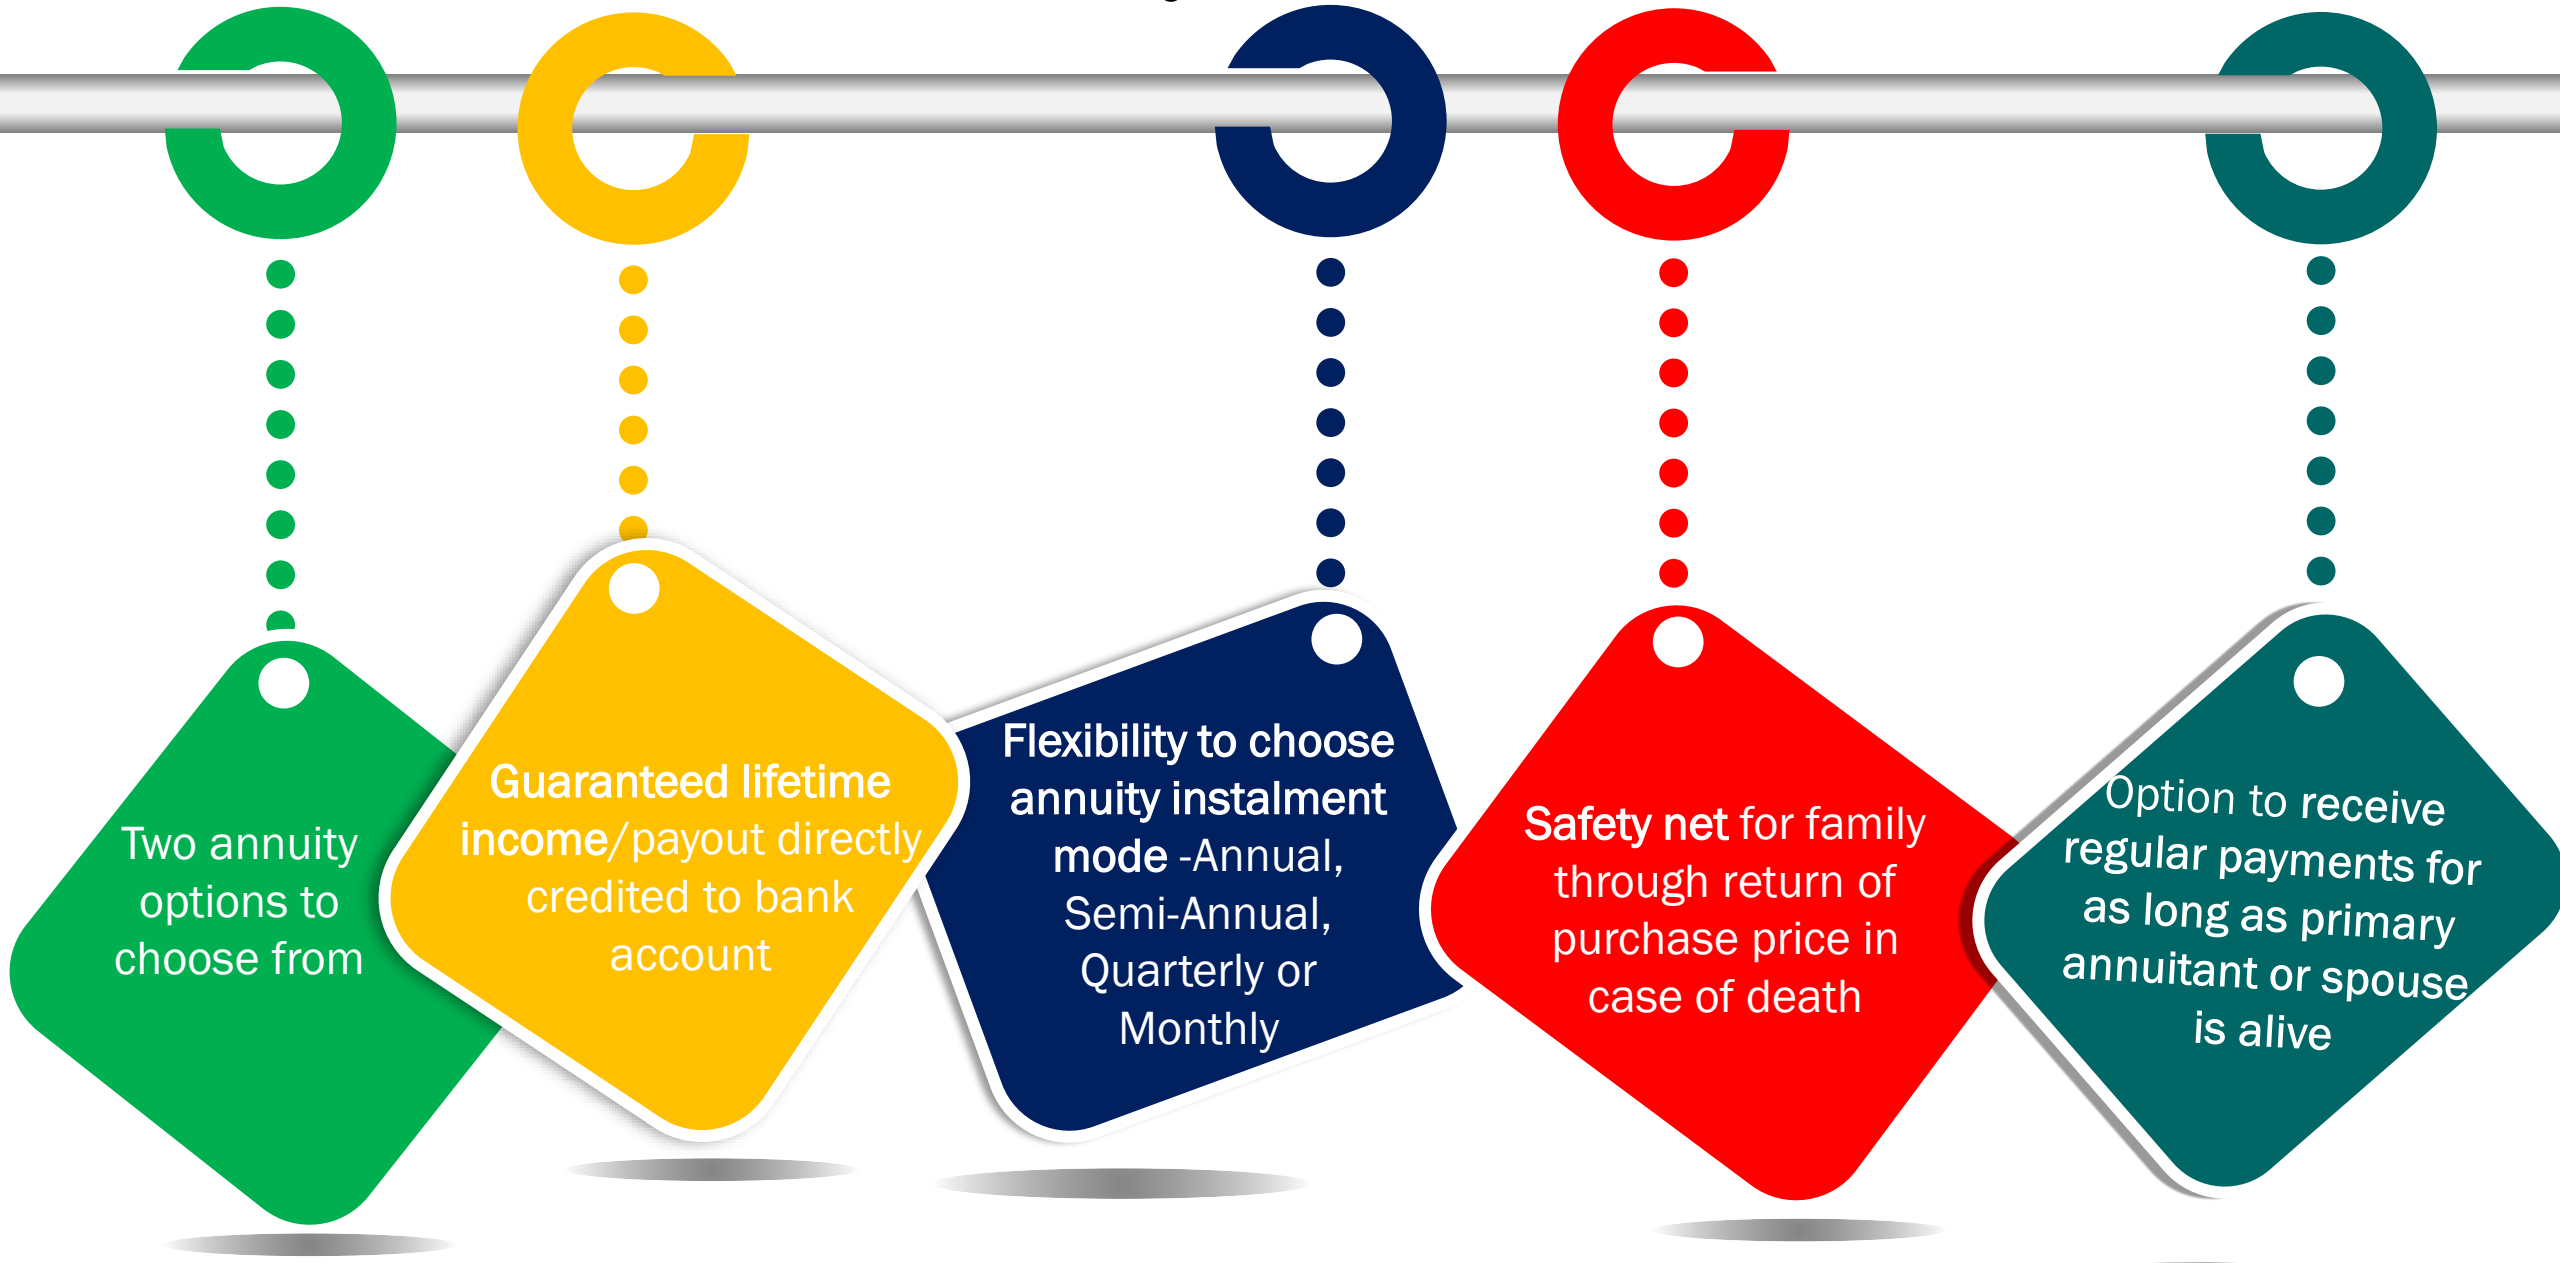 Two annuity
options to
choose from
Guaranteed lifetime
income/payout directly
credited to bank
account
Flexibility to choose
annuity instalment
mode -Annual,
Semi-Annual,
Quarterly or
Monthly
Safety net for family
through return of
purchase price in
case of death
Option to receive
regular payments for
as long as primary
annuitant or spouse
is alive